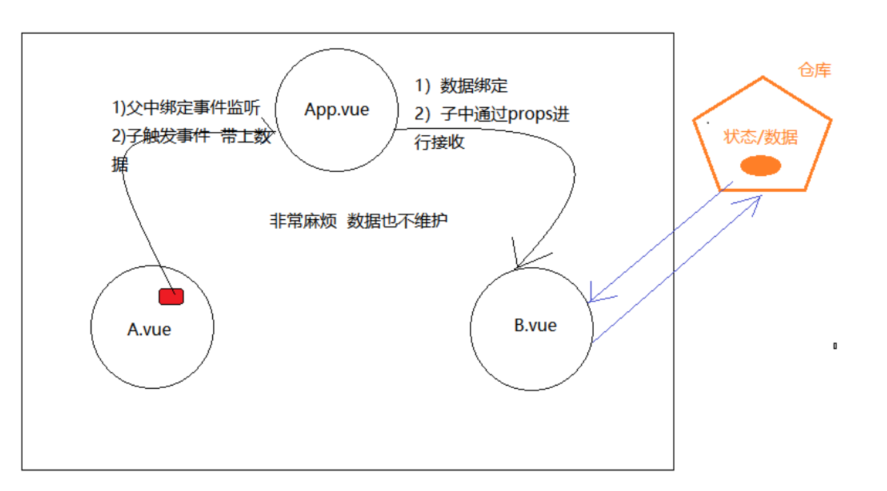 仓库
1)父中绑定事件监听
2)子触发事件 带上数
据
App.vue
1）数据绑定
2）子中通过props进
行接收
状态/数据
非常麻烦 数据也不维护
A.vue
B.vue